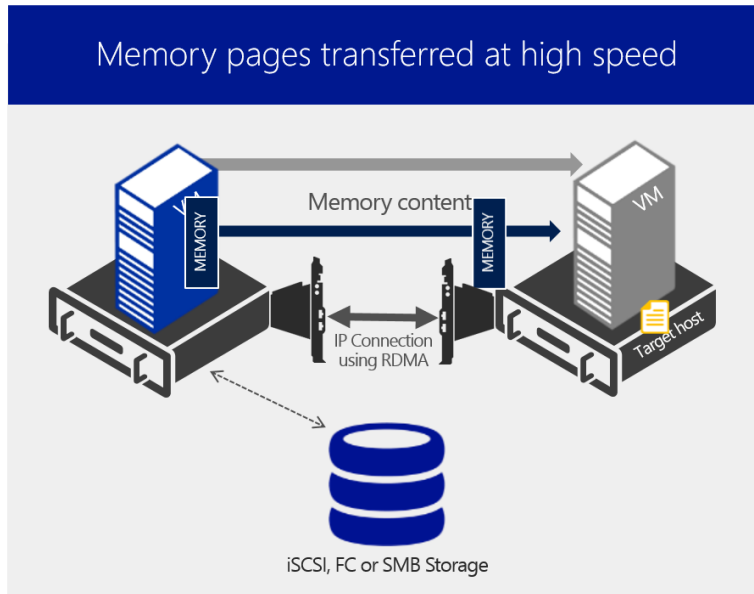 Memory pages transferred at high speed
VM
Memory content
VM
MEMORY
MEMORY
IP Connection
using RDMA
Target host
iSCSI, FC or SMB Storage